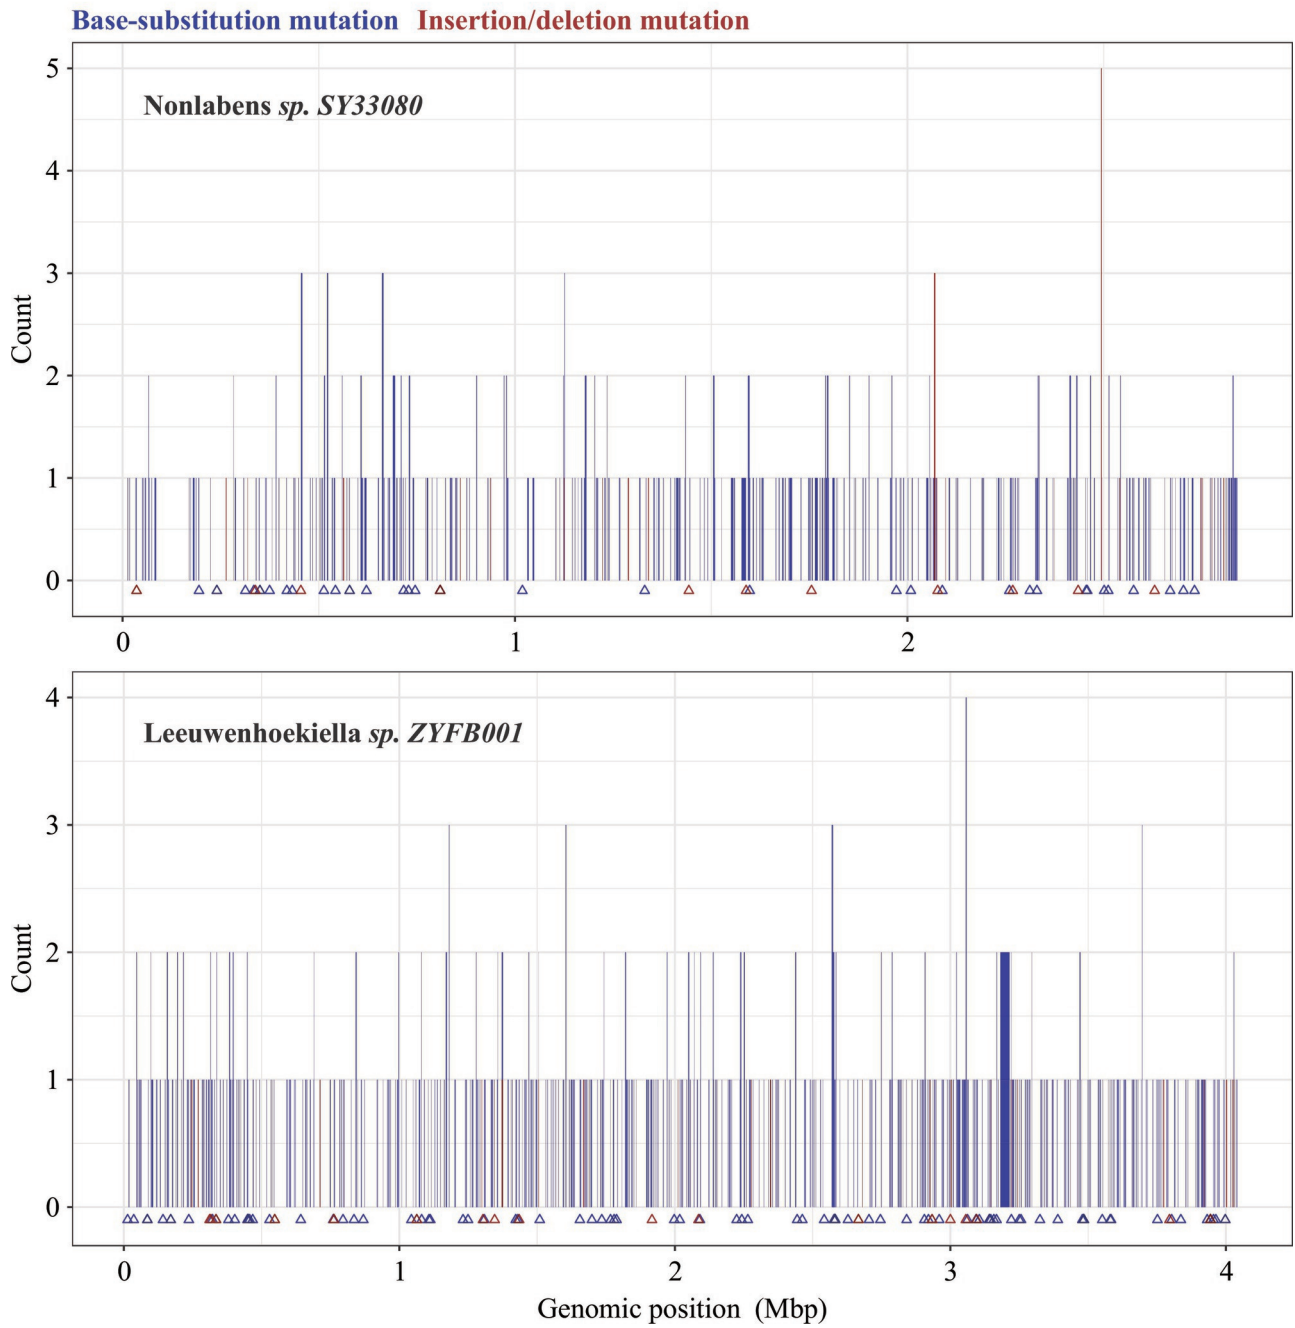 Base-substitution mutation Insertion/deletion mutation
5
Nonlabens sp. SY33080
4
3
Count
2
1
0
0 1 2
4
Leeuwenhoekiella sp. ZYFB001
3
Count
2
1
0
0 1 2 3 4
Genomic position (Mbp)